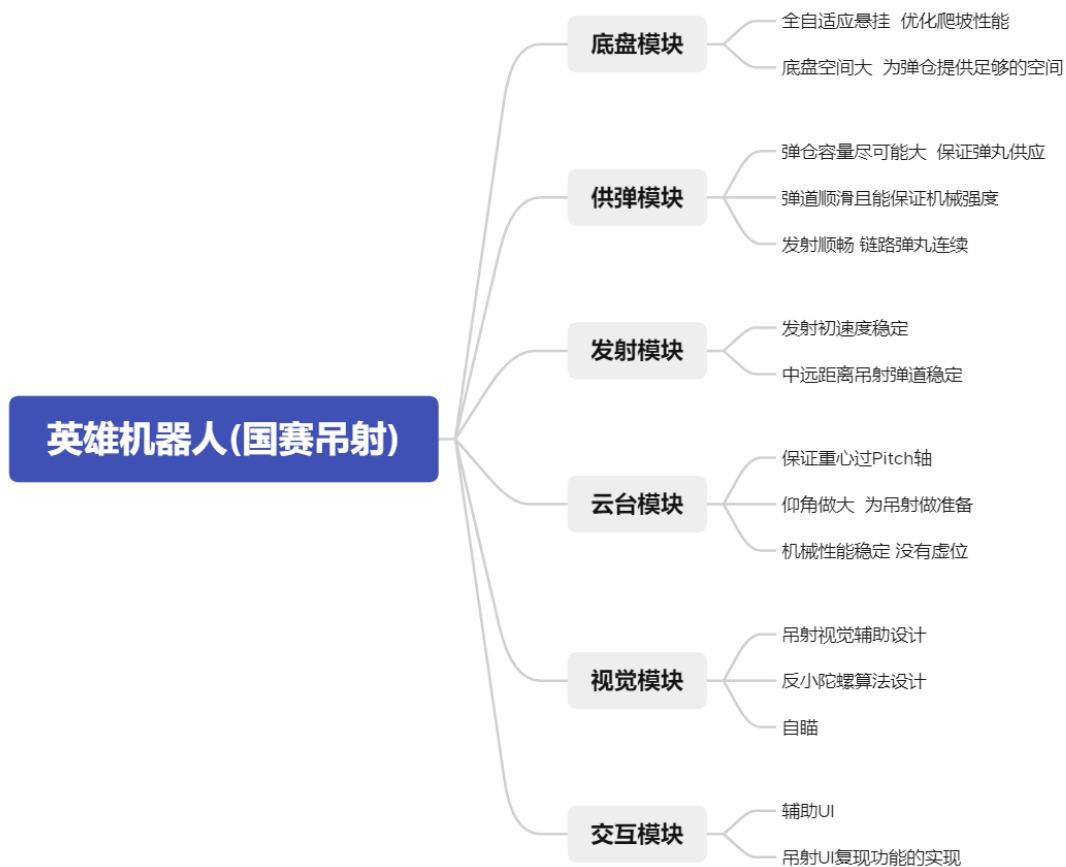 英雄机器人(国赛吊射)
底盘模块
全自适应悬挂 优化爬坡性能
底盘空间大 为弹仓提供足够的空间
供弹模块
弹仓容量尽可能大 保证弹丸供应
弹道顺滑且能保证机械强度
发射顺畅 链路弹丸连续
发射模块
发射初速度稳定
中远距离吊射弹道稳定
云台模块
保证重心过Pitch轴
仰角做大 为吊射做准备
机械性能稳定 没有虚位
视觉模块
吊射视觉辅助设计
反小陀螺算法设计
自瞄
交互模块
辅助UI
吊射UI复现功能的实现